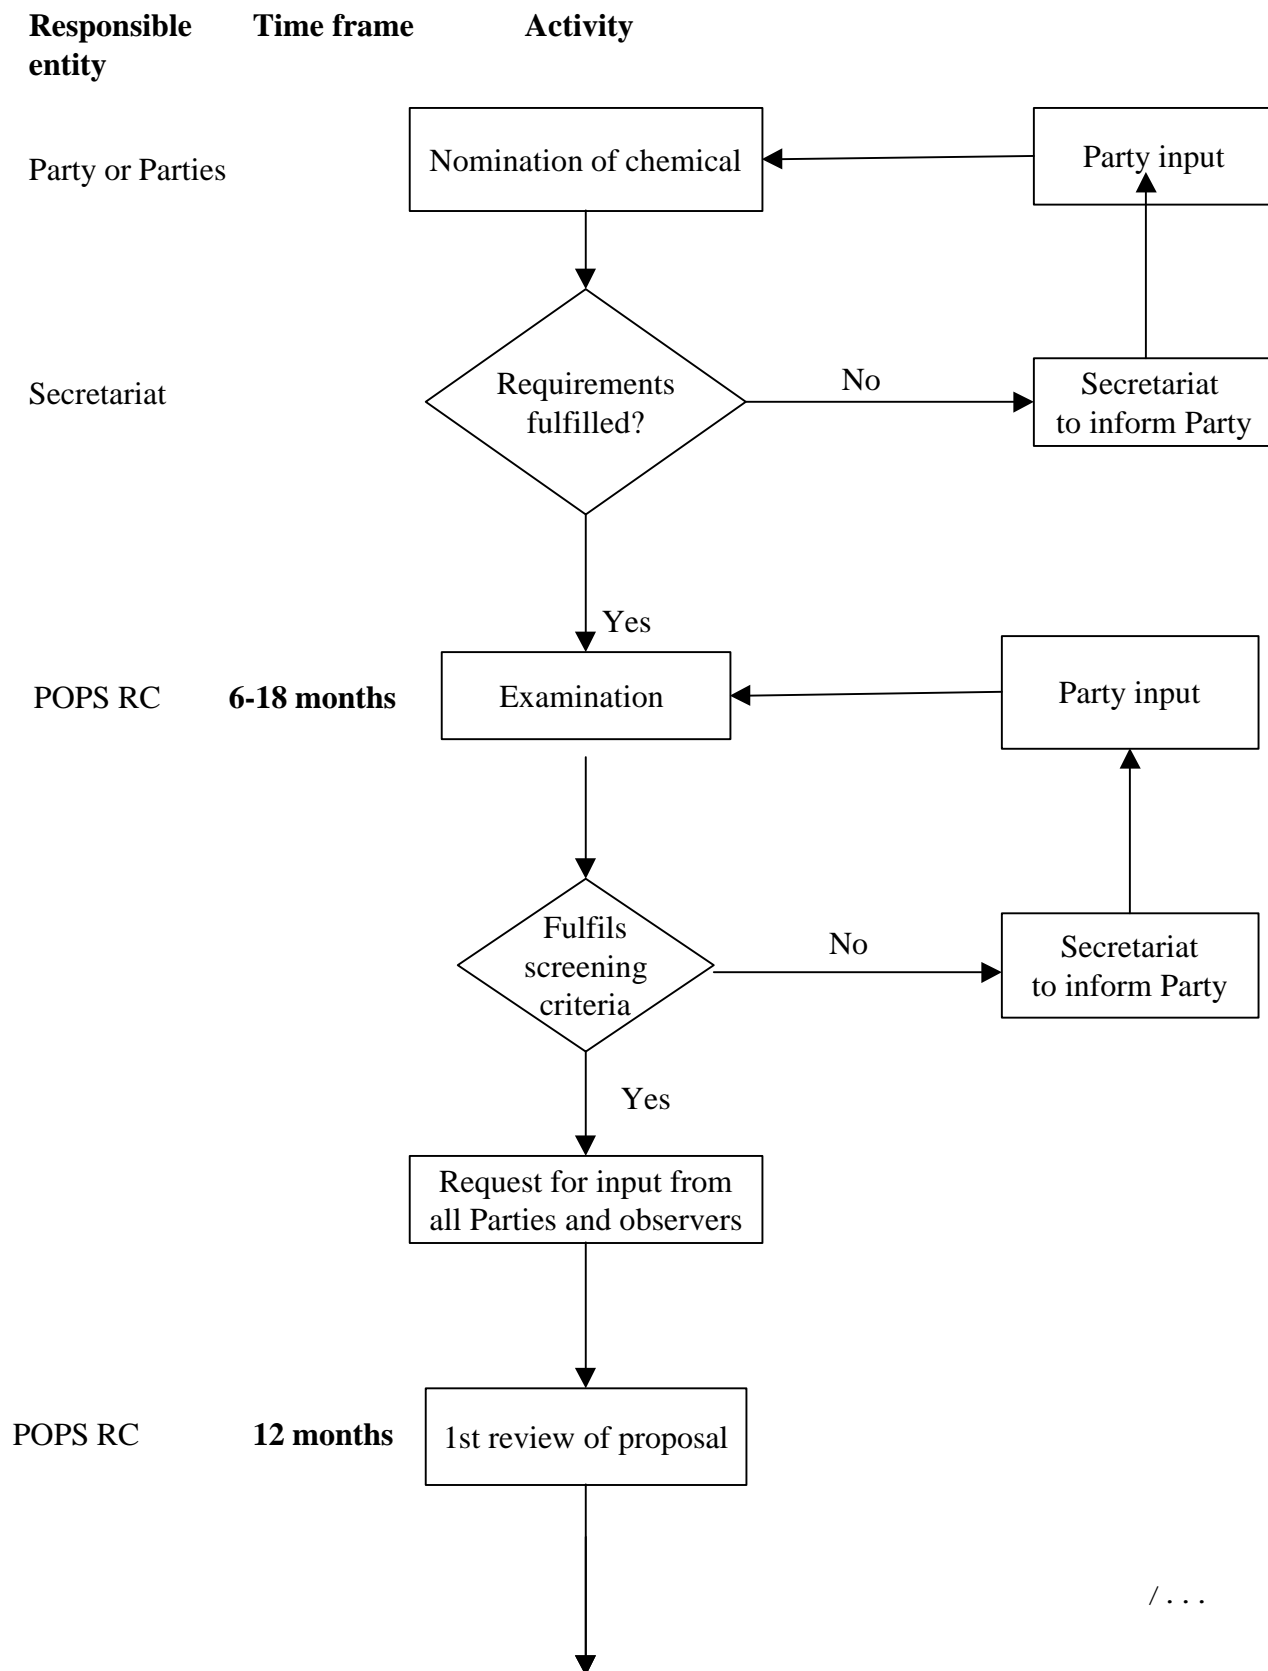 Responsible Time frame Activity
entity
Party or Parties
Nomination of chemical
Party input
Secretariat
Requirements
fulfilled?
No
Secretariat
to inform Party
Yes
POPS RC 6-18 months
Examination
Party input
Fulfils
screening
criteria
No
Secretariat
to inform Party
Yes
Request for input from
all Parties and observers
POPS RC 12 months
1st review of proposal
/ . . .